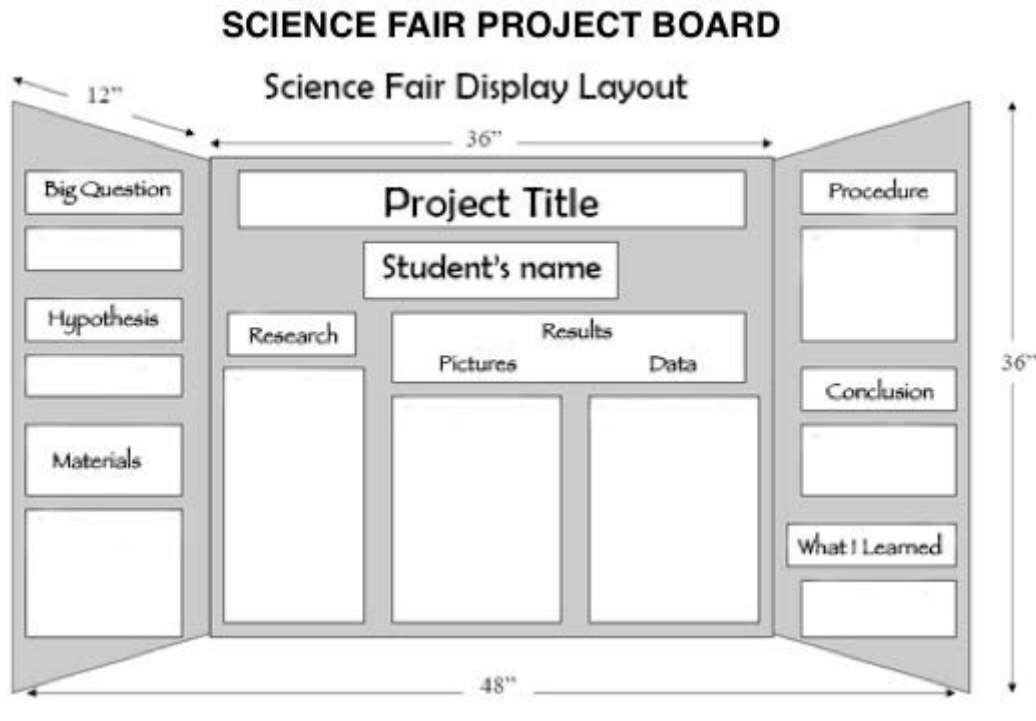 SCIENCE FAIR PROJECT BOARD
Science Fair Display Layout
12”
36”
Big Question
Hypothesis
Materials
Project Title
Student’s name
Research
Results
Pictures Data
Procedure
Conclusion
What I Learned
36”
48”